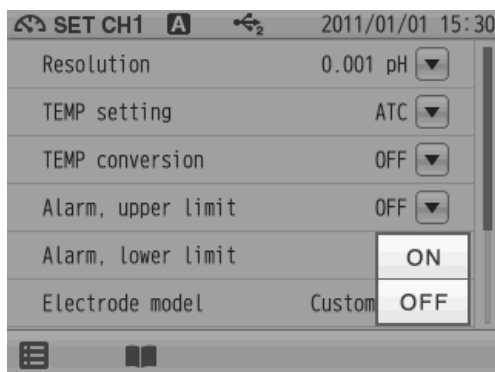 SET CH1 A 2 2011/01/01 15:30
Resolution 0.001 pH
TEMP setting ATC
TEMP conversion OFF
Alarm, upper limit OFF
Alarm, lower limit ON
Electrode model Custom OFF